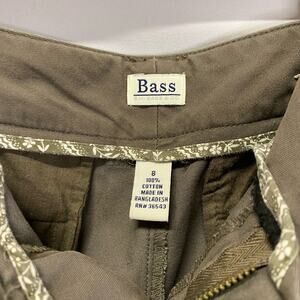 Bass
8
100%
COTTON
MADE IN
BANGLADESH
RN# 36543